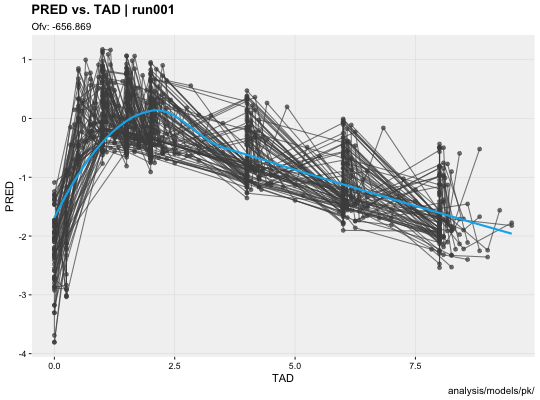 PRED vs. TAD | run001
Ofv: -656.869
PRED
1
0
-1
-2
-3
-4
0.0
2.5
5.0
7.5
TAD
analysis/models/pk/